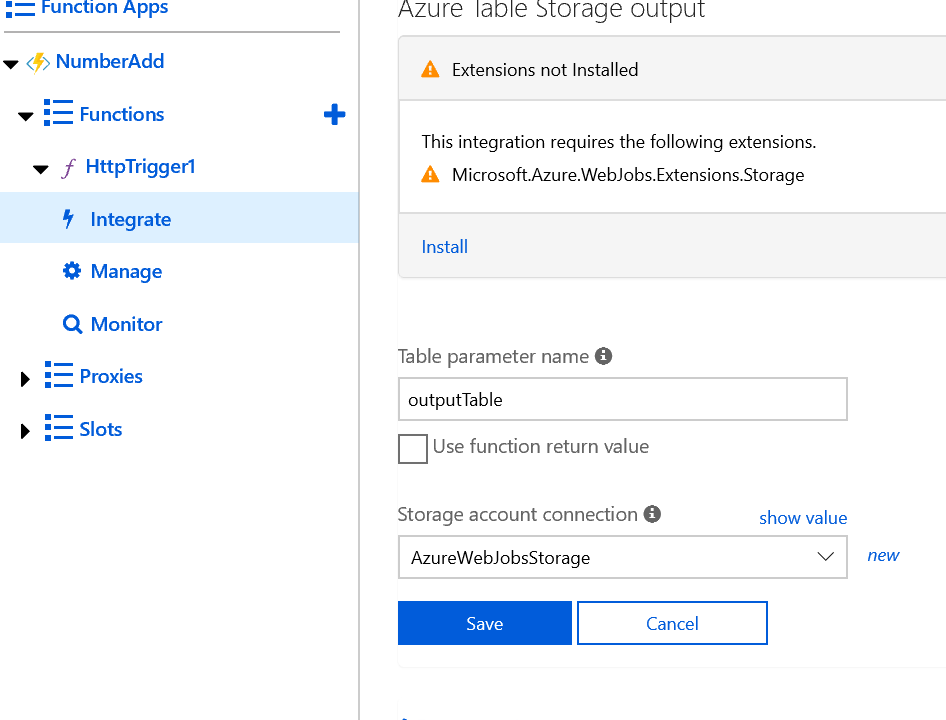 Function Apps
NumberAdd
Functions
HttpTrigger1
Integrate
Manage
Monitor
Proxies
Slots
Azure Table Storage output
Extensions not Installed
This integration requires the following extensions.
Microsoft.Azure.WebJobs.Extensions.Storage
Install
Table parameter name
outputTable
Use function return value
Storage account connection
show value
AzureWebJobsStorage
new
Save
Cancel